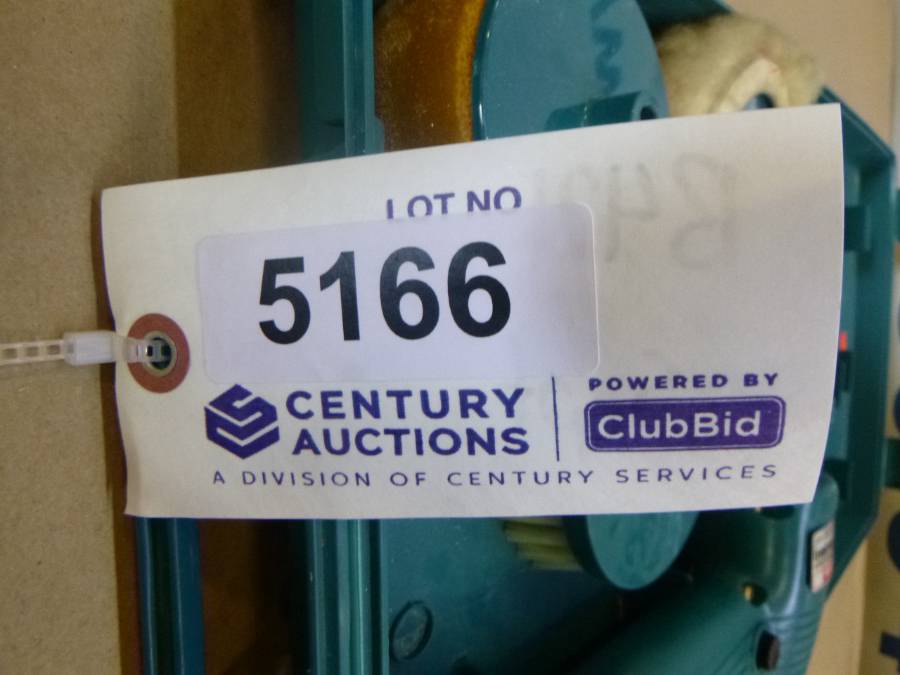 LOT NO
5166
CENTURY
AUCTIONS
POWERED BY
ClubBid
A DIVISION OF CENTURY SERVICES